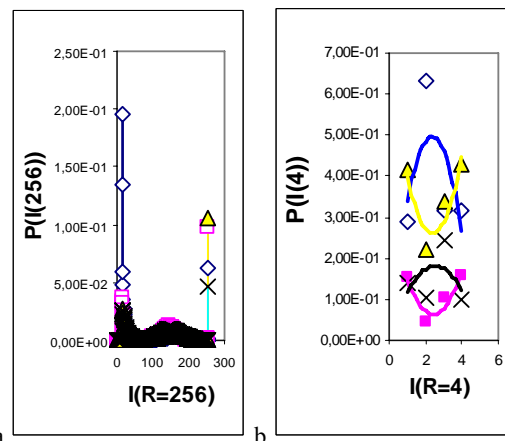 2,50E-01
2,00E-01
1,50E-01
1,00E-01
5,00E-02
0,00E+00
0 100 200 300
P(I(256))
I(R=256)
a
7,00E-01
6,00E-01
5,00E-01
4,00E-01
3,00E-01
2,00E-01
1,00E-01
0,00E+00
0 2 4 6
P(I(4))
I(R=4)
b